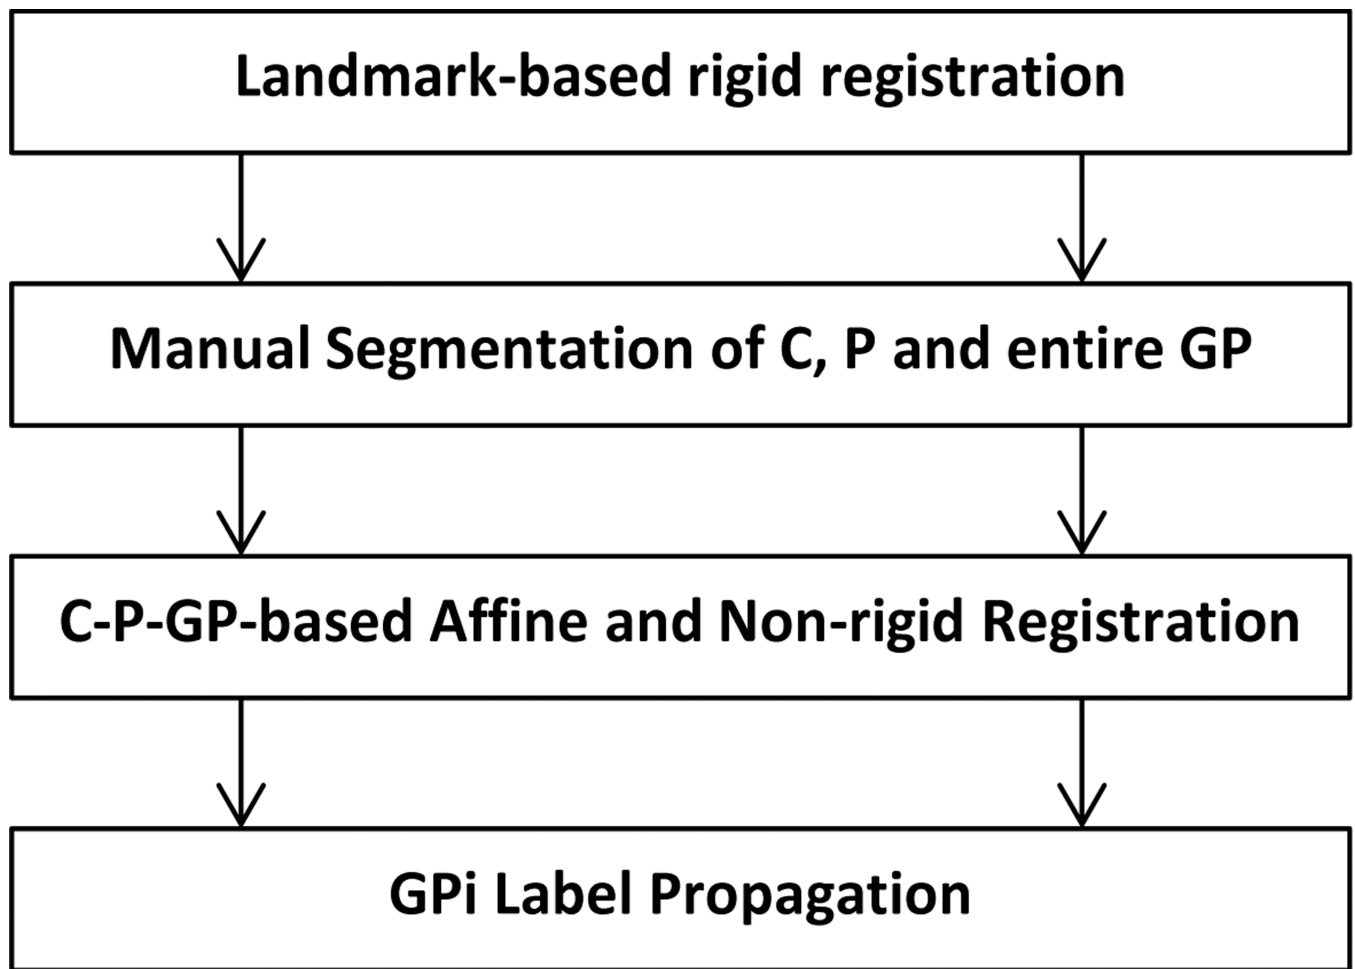 Landmark-based rigid registration
Manual Segmentation of C, P and entire GP
C-P-GP-based Affine and Non-rigid Registration
GPi Label Propagation